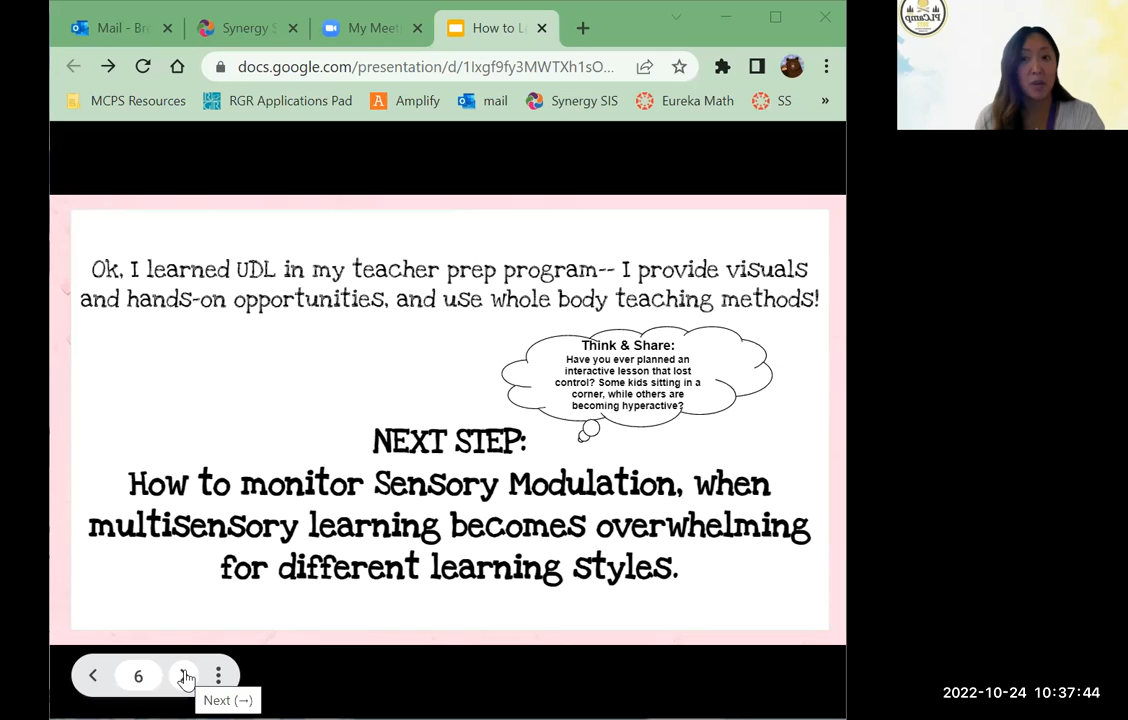 Mail - Bro
Synergy S
My Meet
How to L
docs.google.com/presentation/d/1Ixgf9fy3MWTXh1sO...
MCPS Resources
RGR Applications Pad
Amplify
mail
Synergy SIS
Eureka Math
SS
»
PLCamp
Ok, I learned UDL in my teacher prep program-- I provide visuals
and hands-on opportunities, and use whole body teaching methods!
Think & Share:
Have you ever planned an
interactive lesson that lost
control? Some kids sitting in a
corner, while others are
becoming hyperactive?
NEXT STEP:
How to monitor Sensory Modulation, when
multisensory learning becomes overwhelming
for different learning styles.
6
Next (→)
2022-10-24 10:37:44